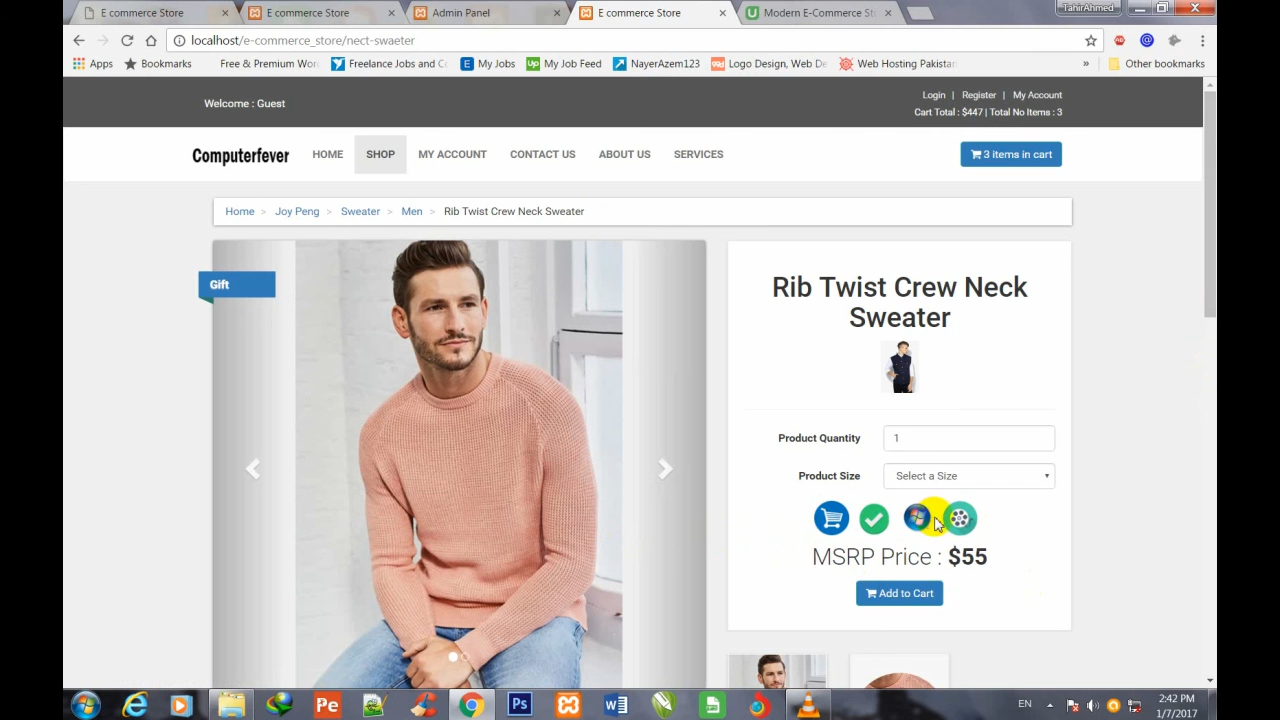 E commerce Store
E commerce Store
Admin Panel
E commerce Store
Modern E-Commerce St
TahirAhmed
localhost/e-commerce_store/nect-swaeter
Apps
Bookmarks
Free & Premium Wor
Freelance Jobs and C
My Jobs
My Job Feed
NayerAzem123
Logo Design, Web De
Web Hosting Pakistan
»
Other bookmarks
Welcome : Guest
Login | Register | My Account
Cart Total : $447 | Total No Items : 3
Computerfever
HOME
SHOP
MY ACCOUNT
CONTACT US
ABOUT US
SERVICES
3 items in cart
Home > Joy Peng > Sweater > Men > Rib Twist Crew Neck Sweater
Gift
Rib Twist Crew Neck
Sweater
Product Quantity
1
Product Size
Select a Size
MSRP Price : $55
Add to Cart
Pe
Ps
EN
2:42 PM
1/7/2017